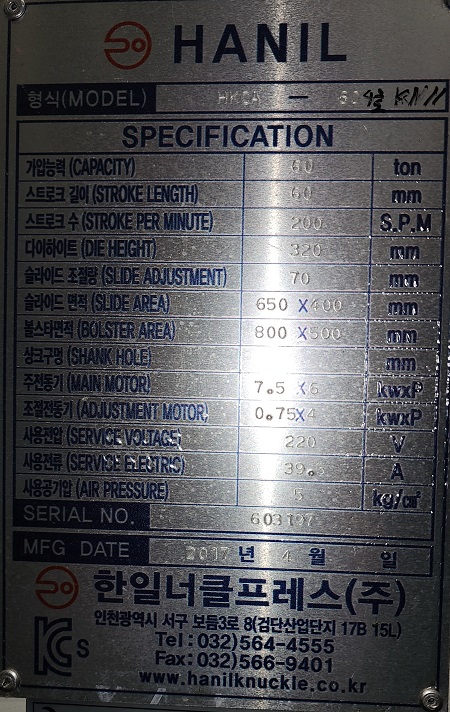 HANIL
형식(MODEL) HKCA — 60
SPECIFICATION
가압능력 (CAPACITY) 60 ton
스트로크 길이 (STROKE LENGTH) 60 mm
스트로크 수 (STROKE PER MINUTE) 200 S.P.M
다이하이트 (DIE HEIGHT) 320 mm
슬라이드 조절량 (SLIDE ADJUSTMENT) 70 mm
슬라이드 면적 (SLIDE AREA) 650 X 400 mm
볼스타면적 (BOLSTER AREA) 800 X 500 mm
샹크구멍 (SHANK HOLE) mm
주전동기 (MAIN MOTOR) 7.5 X6 kwxP
조절전동기 (ADJUSTMENT MOTOR) 0.75X4 kwxP
사용전압 (SERVICE VOLTAGE) 220 V
사용전류 (SERVICE ELECTRIC) A
사용공기압 (AIR PRESSURE) 5 kg/㎠
SERIAL NO. 603197
MFG DATE 2017 년 4 월 일
한일너클프레스(주)
인천광역시 서구 보듬3로 8(검단산업단지 17B 15L)
Tel:032)564-4555
Fax:032)566-9401
www.hanilknuckle.co.kr